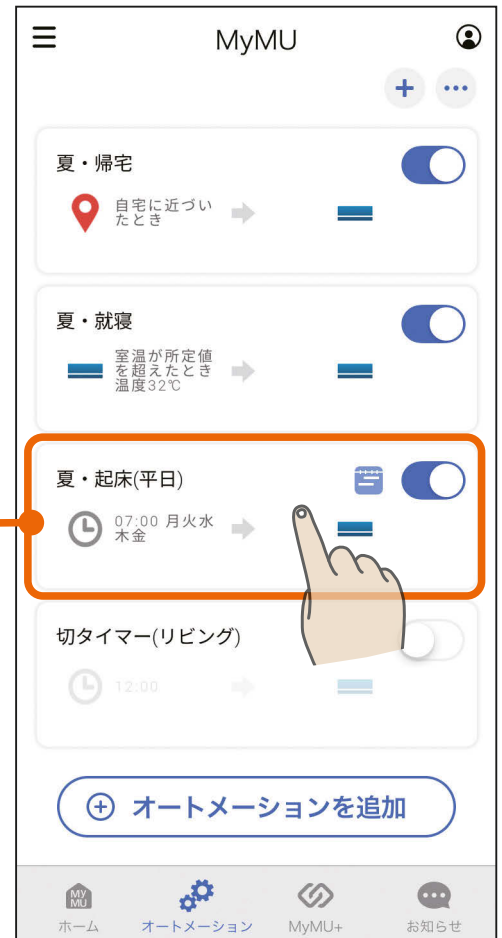 MyMU
夏・帰宅
自宅に近づい
たとき
夏・就寝
室温が所定値
を超えたとき
温度32℃
夏・起床(平日)
07:00 月火水
木金
切タイマー(リビング)
12:00
オートメーションを追加
MY
MU
ホーム
オートメーション
MyMU+
お知らせ